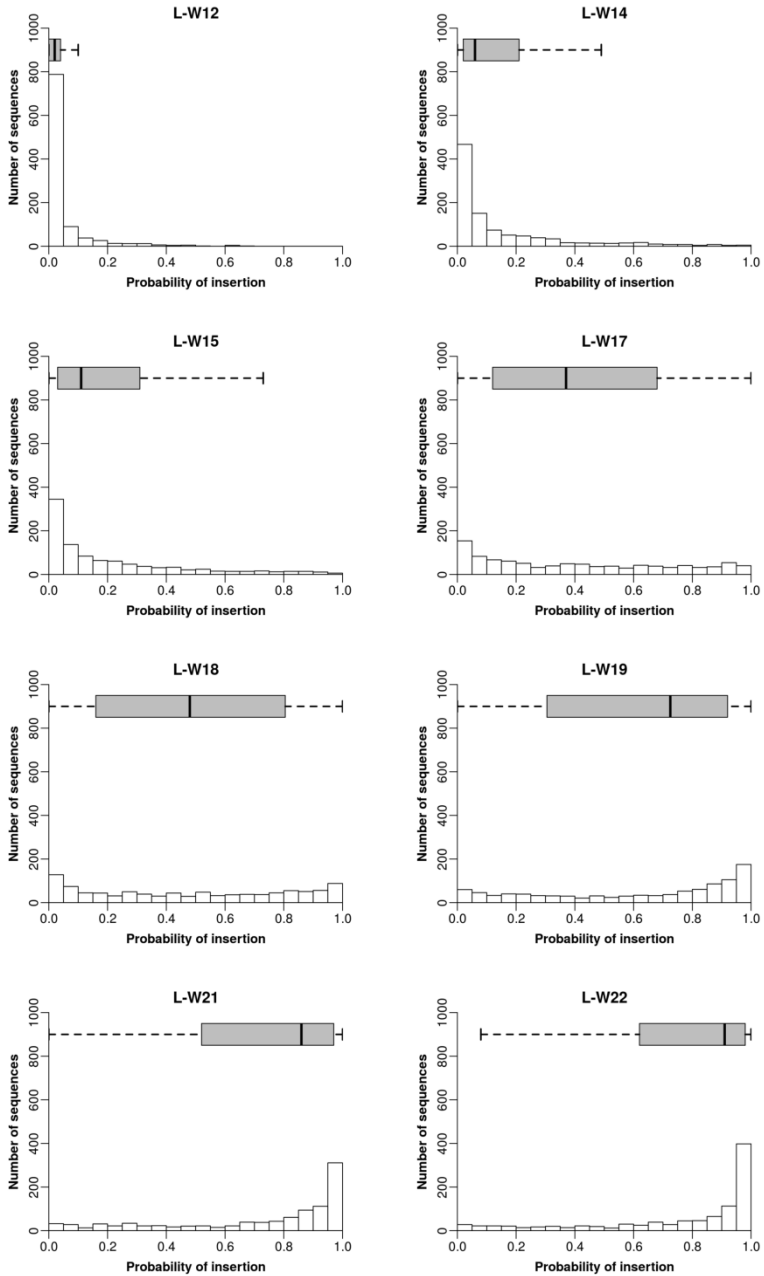 L-W12
Number of sequences
0 200 400 600 800 1000
0.0 0.2 0.4 0.6 0.8 1.0
Probability of insertion
L-W14
Number of sequences
0 200 400 600 800 1000
0.0 0.2 0.4 0.6 0.8 1.0
Probability of insertion
L-W15
Number of sequences
0 200 400 600 800 1000
0.0 0.2 0.4 0.6 0.8 1.0
Probability of insertion
L-W17
Number of sequences
0 200 400 600 800 1000
0.0 0.2 0.4 0.6 0.8 1.0
Probability of insertion
L-W18
Number of sequences
0 200 400 600 800 1000
0.0 0.2 0.4 0.6 0.8 1.0
Probability of insertion
L-W19
Number of sequences
0 200 400 600 800 1000
0.0 0.2 0.4 0.6 0.8 1.0
Probability of insertion
L-W21
Number of sequences
0 200 400 600 800 1000
0.0 0.2 0.4 0.6 0.8 1.0
Probability of insertion
L-W22
Number of sequences
0 200 400 600 800 1000
0.0 0.2 0.4 0.6 0.8 1.0
Probability of insertion